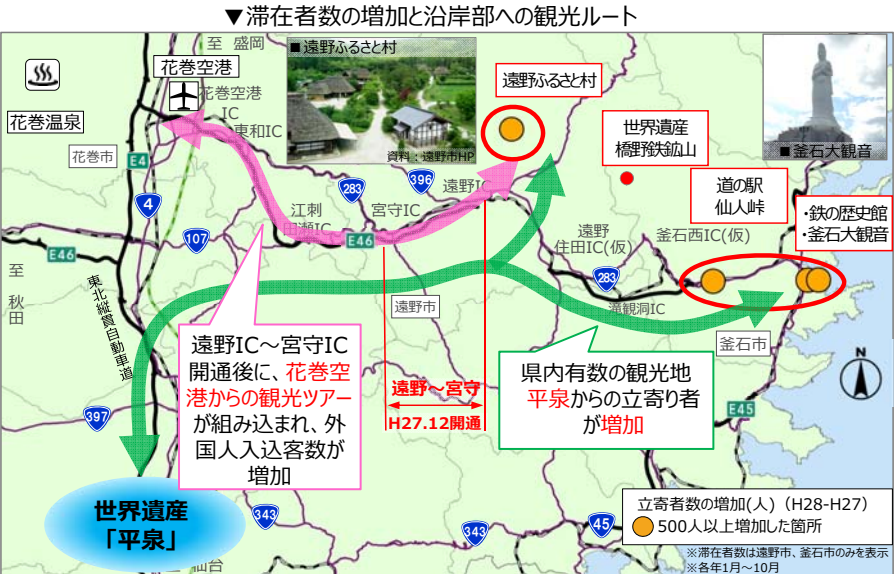 ▼滞在者数の増加と沿岸部への観光ルート
至 盛岡
花巻空港
花巻空港
IC
東和IC
花巻温泉
花巻市
E4
4
107
E46
至
秋田
東北縦貫自動車道
397
■遠野ふるさと村
資料：遠野市HP
遠野ふるさと村
世界遺産
橋野鉄鉱山
■釜石大観音
道の駅
仙人峠
・鉄の歴史館
・釜石大観音
396
283
遠野IC
宮守IC
江刺
田瀬IC
E46
遠野
住田IC(仮)
釜石西IC(仮)
283
滝観洞IC
遠野市
釜石市
N
E45
遠野IC～宮守IC
開通後に、花巻空
港からの観光ツアー
が組み込まれ、外
国人入込客数が
増加
遠野～宮守
H27.12開通
県内有数の観光地
平泉からの立寄り者
が増加
世界遺産
「平泉」
仙台
343
343
45
立寄者数の増加(人)（H28-H27）
500人以上増加した箇所
※滞在者数は遠野市、釜石市のみを表示
※各年1月～10月